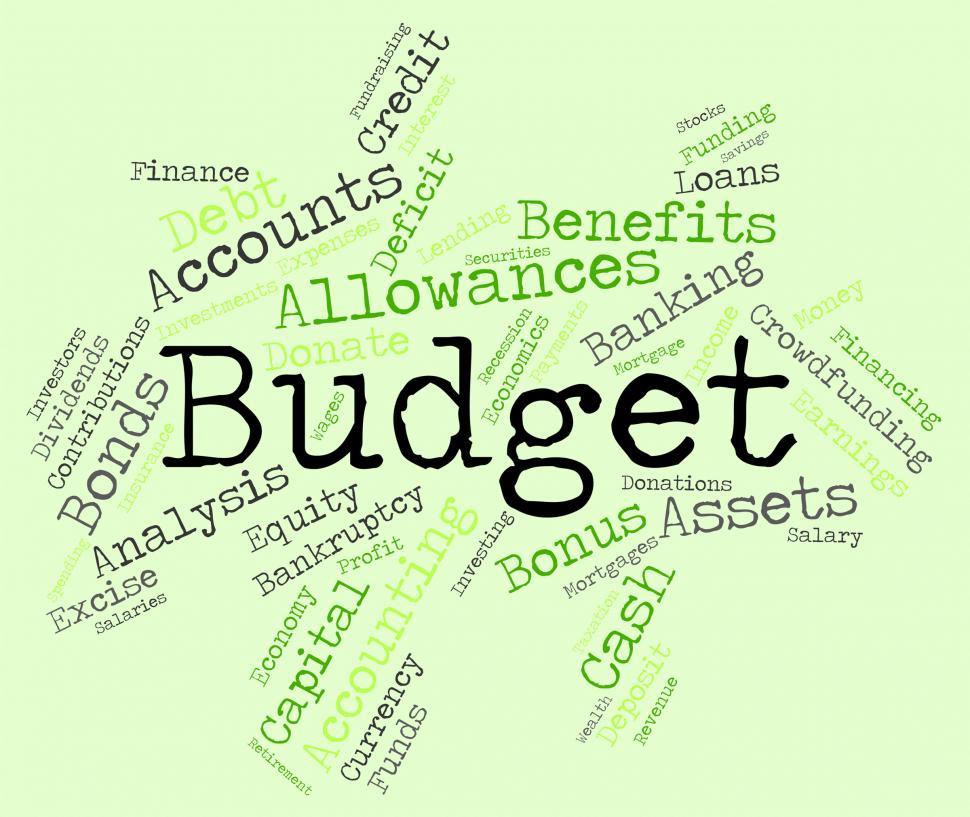 Fundraising
Credit
Interest
Stocks
Funding
Savings
Loans
Finance
Debt
Accounts
Expenses
Deficit
Lending
Securities
Benefits
Investments
Allowances
Banking
Donate
Recession
Economics
Payments
Mortgage
Income
Money
Crowdfunding
Financing
Earnings
Investors
Dividends
Contributions
Bonds
Insurance
Budget
Wages
Analysis
Equity
Bankruptcy
Profit
Accounting
Investing
Bonus
Donations
Assets
Salary
Mortgages
Spending
Excise
Salaries
Economy
Capital
Currency
Funds
Retirement
Taxation
Cash
Wealth
Deposit
Revenue